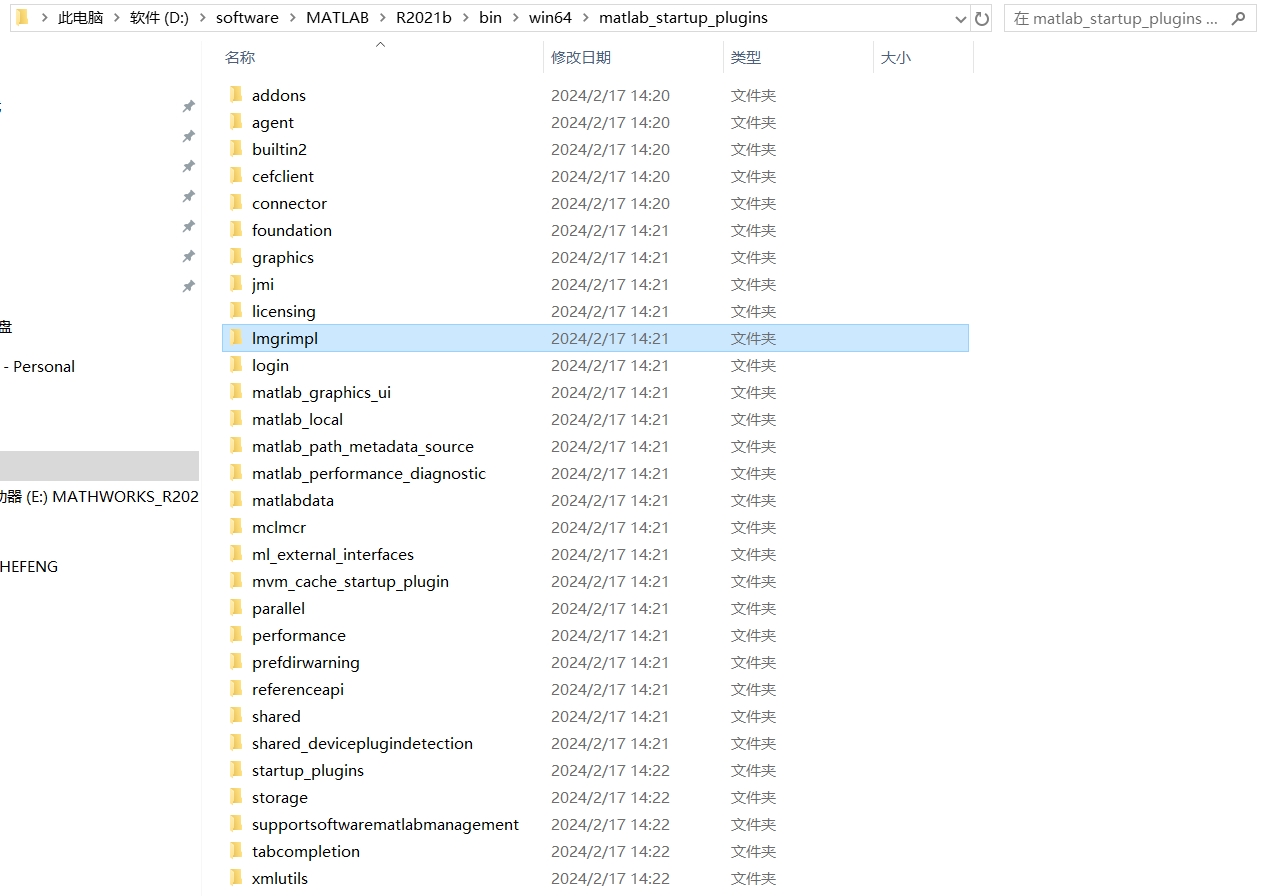 此电脑 软件 (D:) software MATLAB R2021b bin win64 matlab_startup_plugins 在 matlab_startup_plugins ...
名称 修改日期 类型 大小
addons 2024/2/17 14:20 文件夹
agent 2024/2/17 14:20 文件夹
builtin2 2024/2/17 14:20 文件夹
cefclient 2024/2/17 14:20 文件夹
connector 2024/2/17 14:20 文件夹
foundation 2024/2/17 14:21 文件夹
graphics 2024/2/17 14:21 文件夹
jmi 2024/2/17 14:21 文件夹
licensing 2024/2/17 14:21 文件夹
盘
lmgrimpl 2024/2/17 14:21 文件夹
- Personal
login 2024/2/17 14:21 文件夹
matlab_graphics_ui 2024/2/17 14:21 文件夹
matlab_local 2024/2/17 14:21 文件夹
matlab_path_metadata_source 2024/2/17 14:21 文件夹
matlab_performance_diagnostic 2024/2/17 14:21 文件夹
动器 (E:) MATHWORKS_R202
matlabdata 2024/2/17 14:21 文件夹
mclmcr 2024/2/17 14:21 文件夹
ml_external_interfaces 2024/2/17 14:21 文件夹
HEFENG
mvm_cache_startup_plugin 2024/2/17 14:21 文件夹
parallel 2024/2/17 14:21 文件夹
performance 2024/2/17 14:21 文件夹
prefdirwarning 2024/2/17 14:21 文件夹
referenceapi 2024/2/17 14:21 文件夹
shared 2024/2/17 14:21 文件夹
shared_deviceplugindetection 2024/2/17 14:21 文件夹
startup_plugins 2024/2/17 14:22 文件夹
storage 2024/2/17 14:22 文件夹
supportsoftwarematlabmanagement 2024/2/17 14:22 文件夹
tabcompletion 2024/2/17 14:22 文件夹
xmlutils 2024/2/17 14:22 文件夹